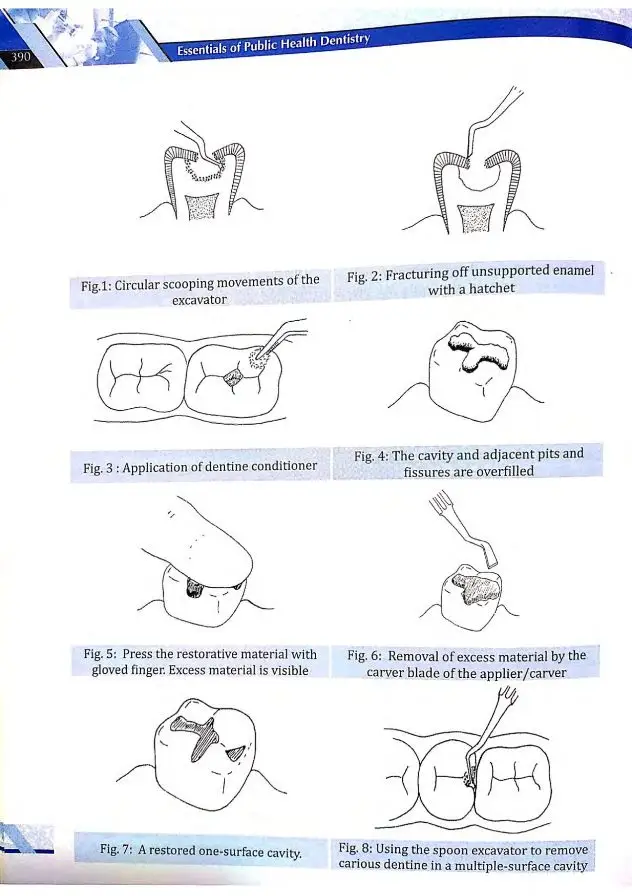 390
Essentials of Public Health Dentistry
Fig.1: Circular scooping movements of the
excavator
Fig. 2: Fracturing off unsupported enamel
with a hatchet
Fig. 3 : Application of dentine conditioner
Fig. 4: The cavity and adjacent pits and
fissures are overfilled
Fig. 5: Press the restorative material with
gloved finger. Excess material is visible
Fig. 6: Removal of excess material by the
carver blade of the applier/carver
Fig. 7: A restored one-surface cavity.
Fig. 8: Using the spoon excavator to remove
carious dentine in a multiple-surface cavity